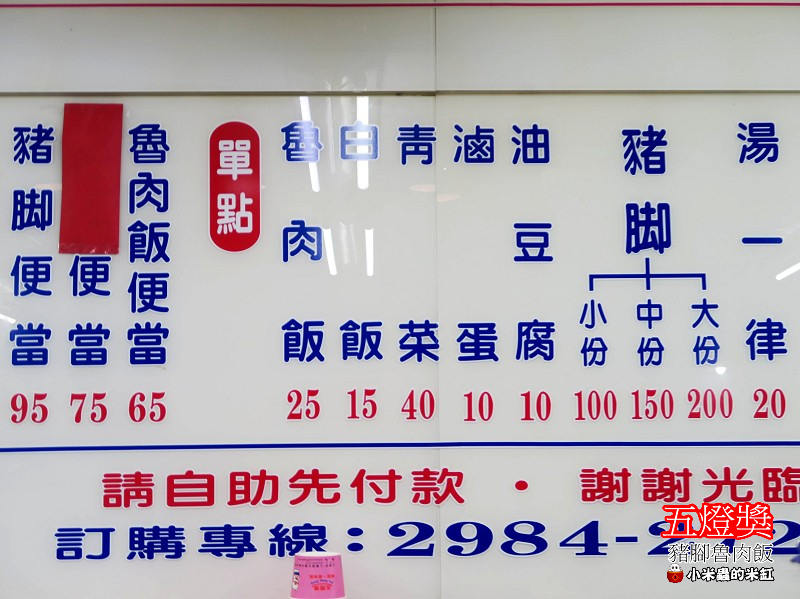 豬脚便當 95
便當 75
魯肉飯便當 65
單點
魯肉飯 25
白飯 15
青菜 40
滷蛋 10
油豆腐 10
豬脚
小份 100
中份 150
大份 200
湯一律 20
請自助先付款・謝謝光臨
訂購專線:2984-2
五燈獎
豬腳魯肉飯
小米蟲的米缸